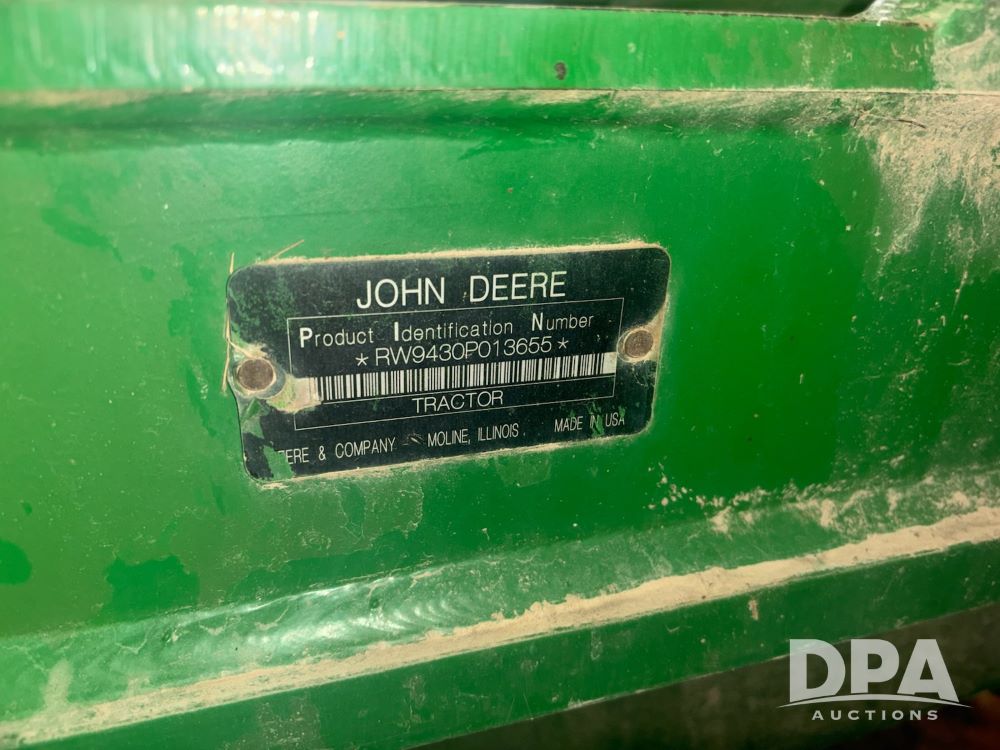 JOHN DEERE
Product Identification Number
*RW9430P013655*
TRACTOR
ERE & COMPANY MOLINE, ILLINOIS MADE IN USA
DPA
AUCTIONS